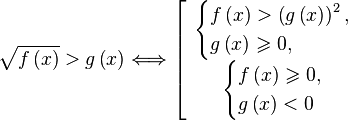 √f(x) > g(x) ⟺ [ { f(x) > (g(x))²,
g(x) ⩾ 0,
{ f(x) ⩾ 0,
g(x) < 0